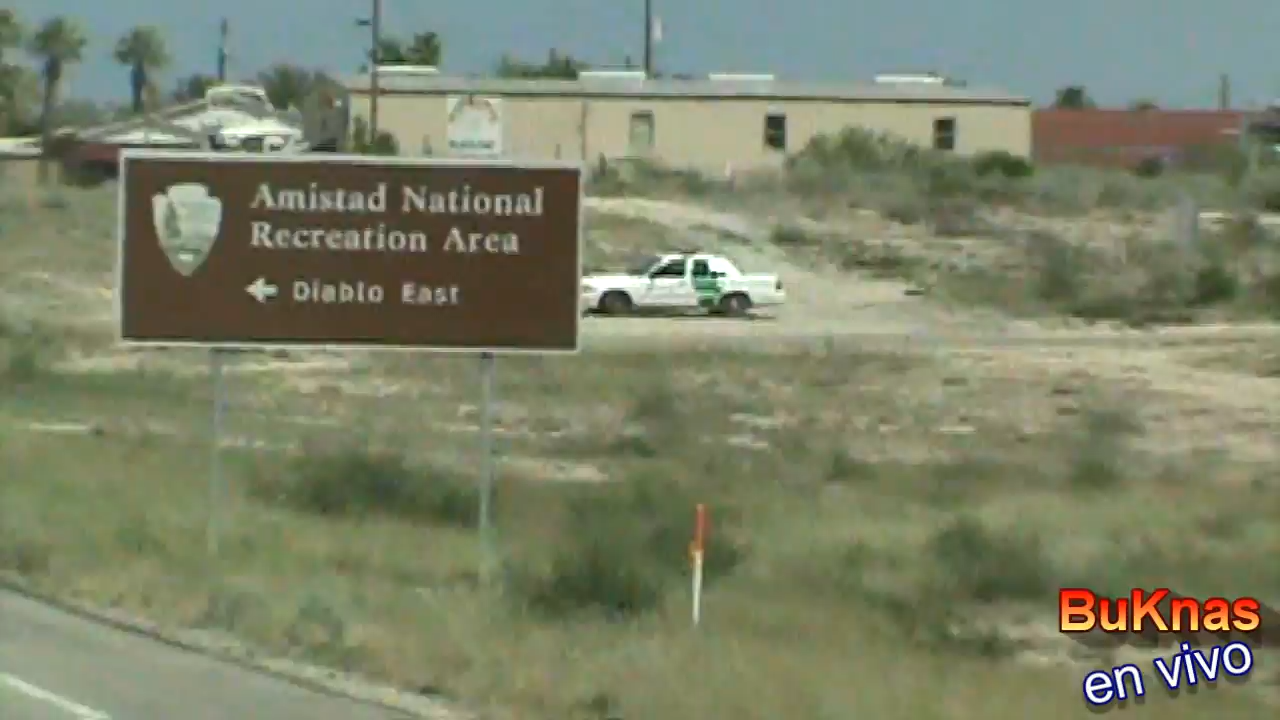 Amistad National
Recreation Area
← Diablo East
BuKnas
en vivo